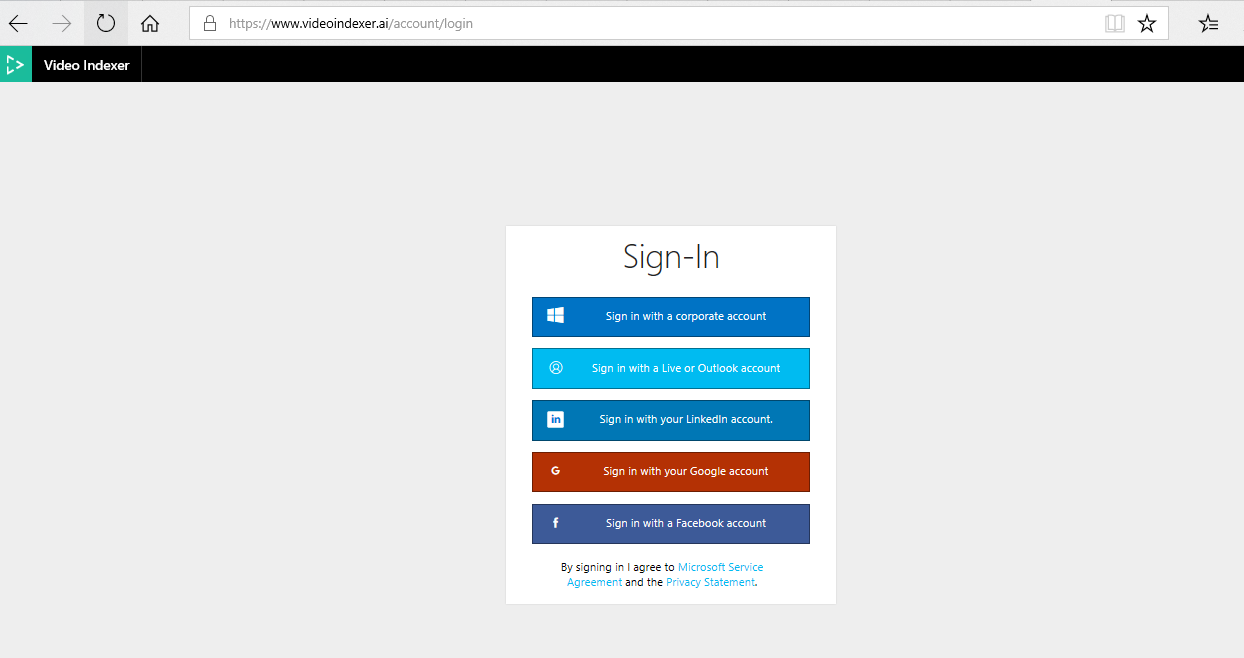 https://www.videoindexer.ai/account/login
Video Indexer
Sign-In
Sign in with a corporate account
Sign in with a Live or Outlook account
in
Sign in with your LinkedIn account.
G
Sign in with your Google account
f
Sign in with a Facebook account
By signing in I agree to Microsoft Service
Agreement and the Privacy Statement.